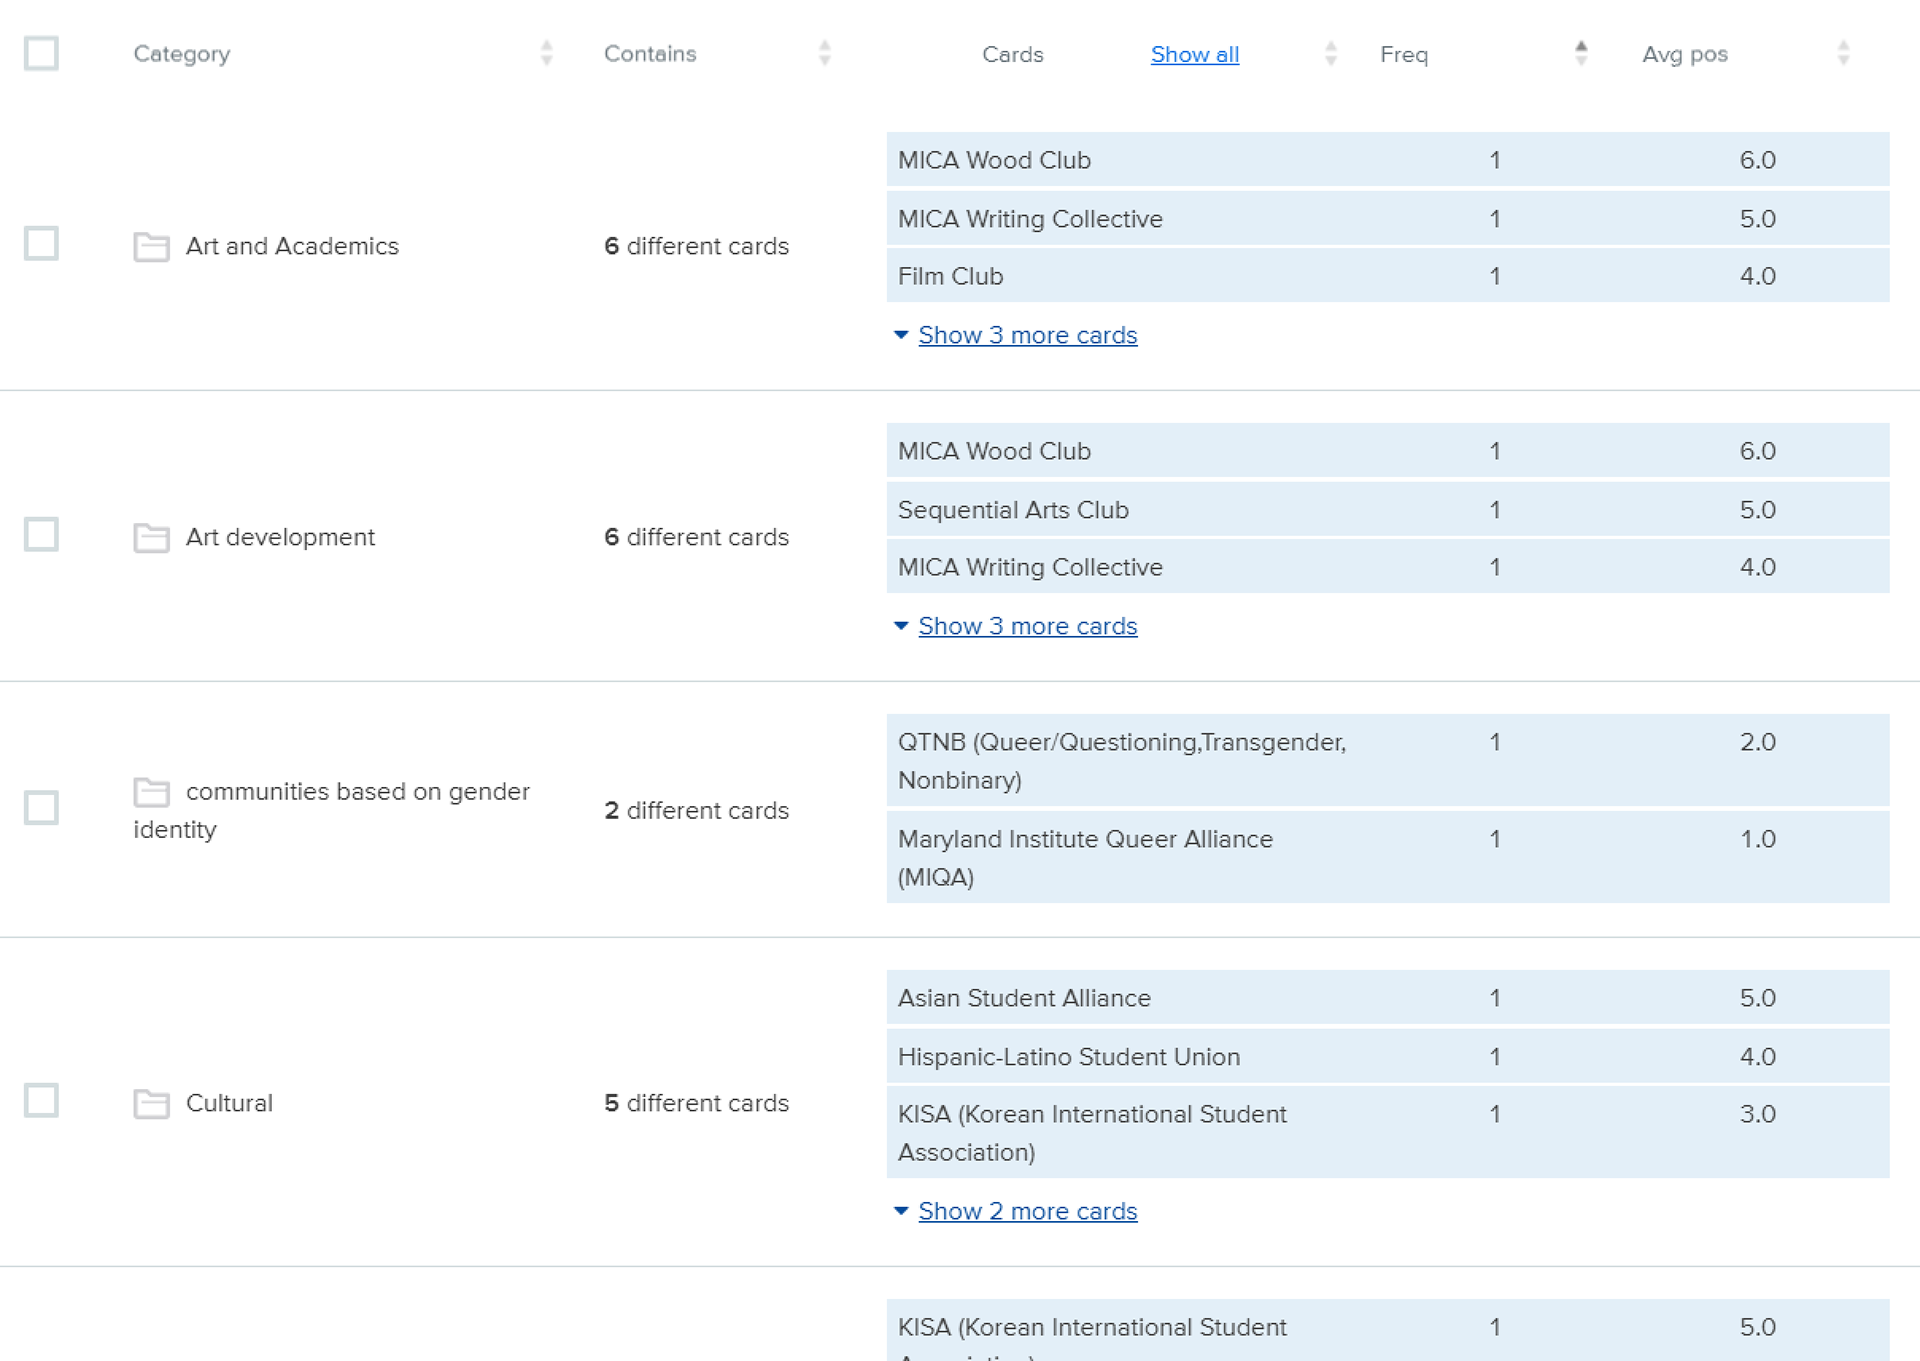 Category Contains Cards Show all Freq Avg pos
MICA Wood Club 1 6.0
MICA Writing Collective 1 5.0
Art and Academics 6 different cards
Film Club 1 4.0
Show 3 more cards
MICA Wood Club 1 6.0
Sequential Arts Club 1 5.0
Art development 6 different cards
MICA Writing Collective 1 4.0
Show 3 more cards
QTNB (Queer/Questioning,Transgender, 1 2.0
Nonbinary)
communities based on gender
identity
2 different cards
Maryland Institute Queer Alliance 1 1.0
(MIQA)
Asian Student Alliance 1 5.0
Hispanic-Latino Student Union 1 4.0
Cultural 5 different cards
KISA (Korean International Student 1 3.0
Association)
Show 2 more cards
KISA (Korean International Student 1 5.0